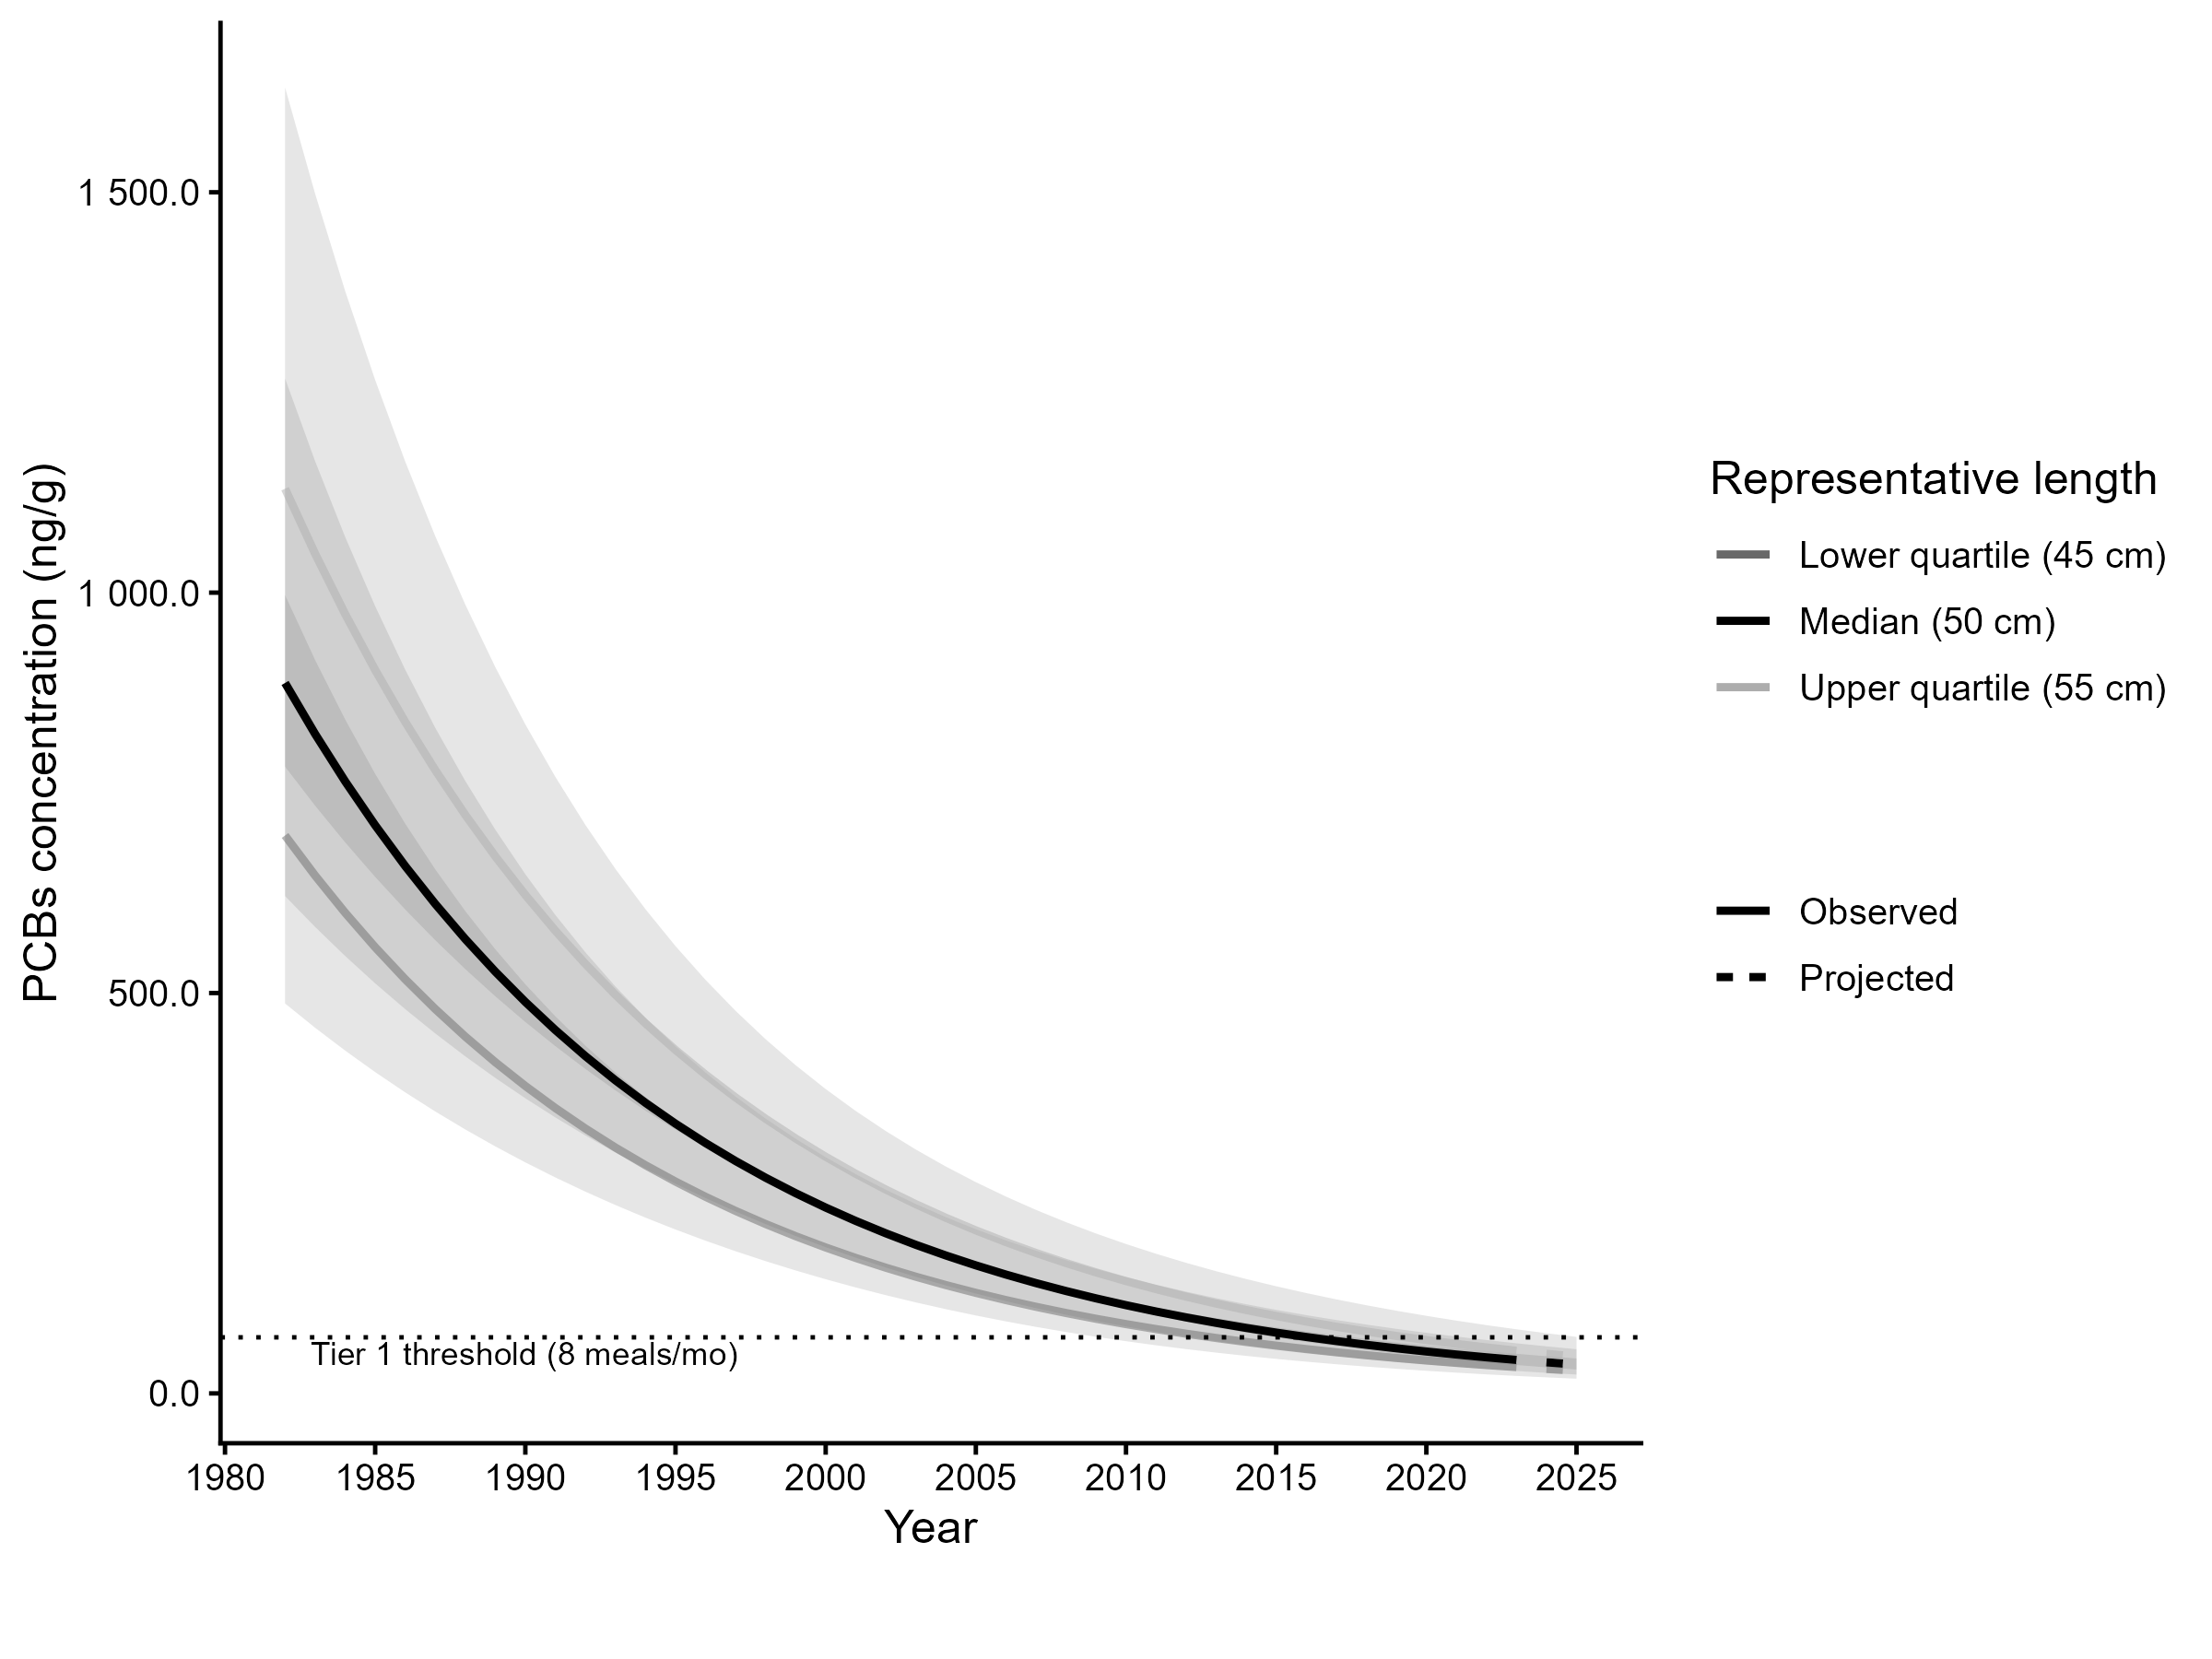 1 500.0
1 000.0
500.0
0.0
PCBs concentration (ng/g)
Tier 1 threshold (8 meals/mo)
1980 1985 1990 1995 2000 2005 2010 2015 2020 2025
Year
Representative length
Lower quartile (45 cm)
Median (50 cm)
Upper quartile (55 cm)
Observed
Projected